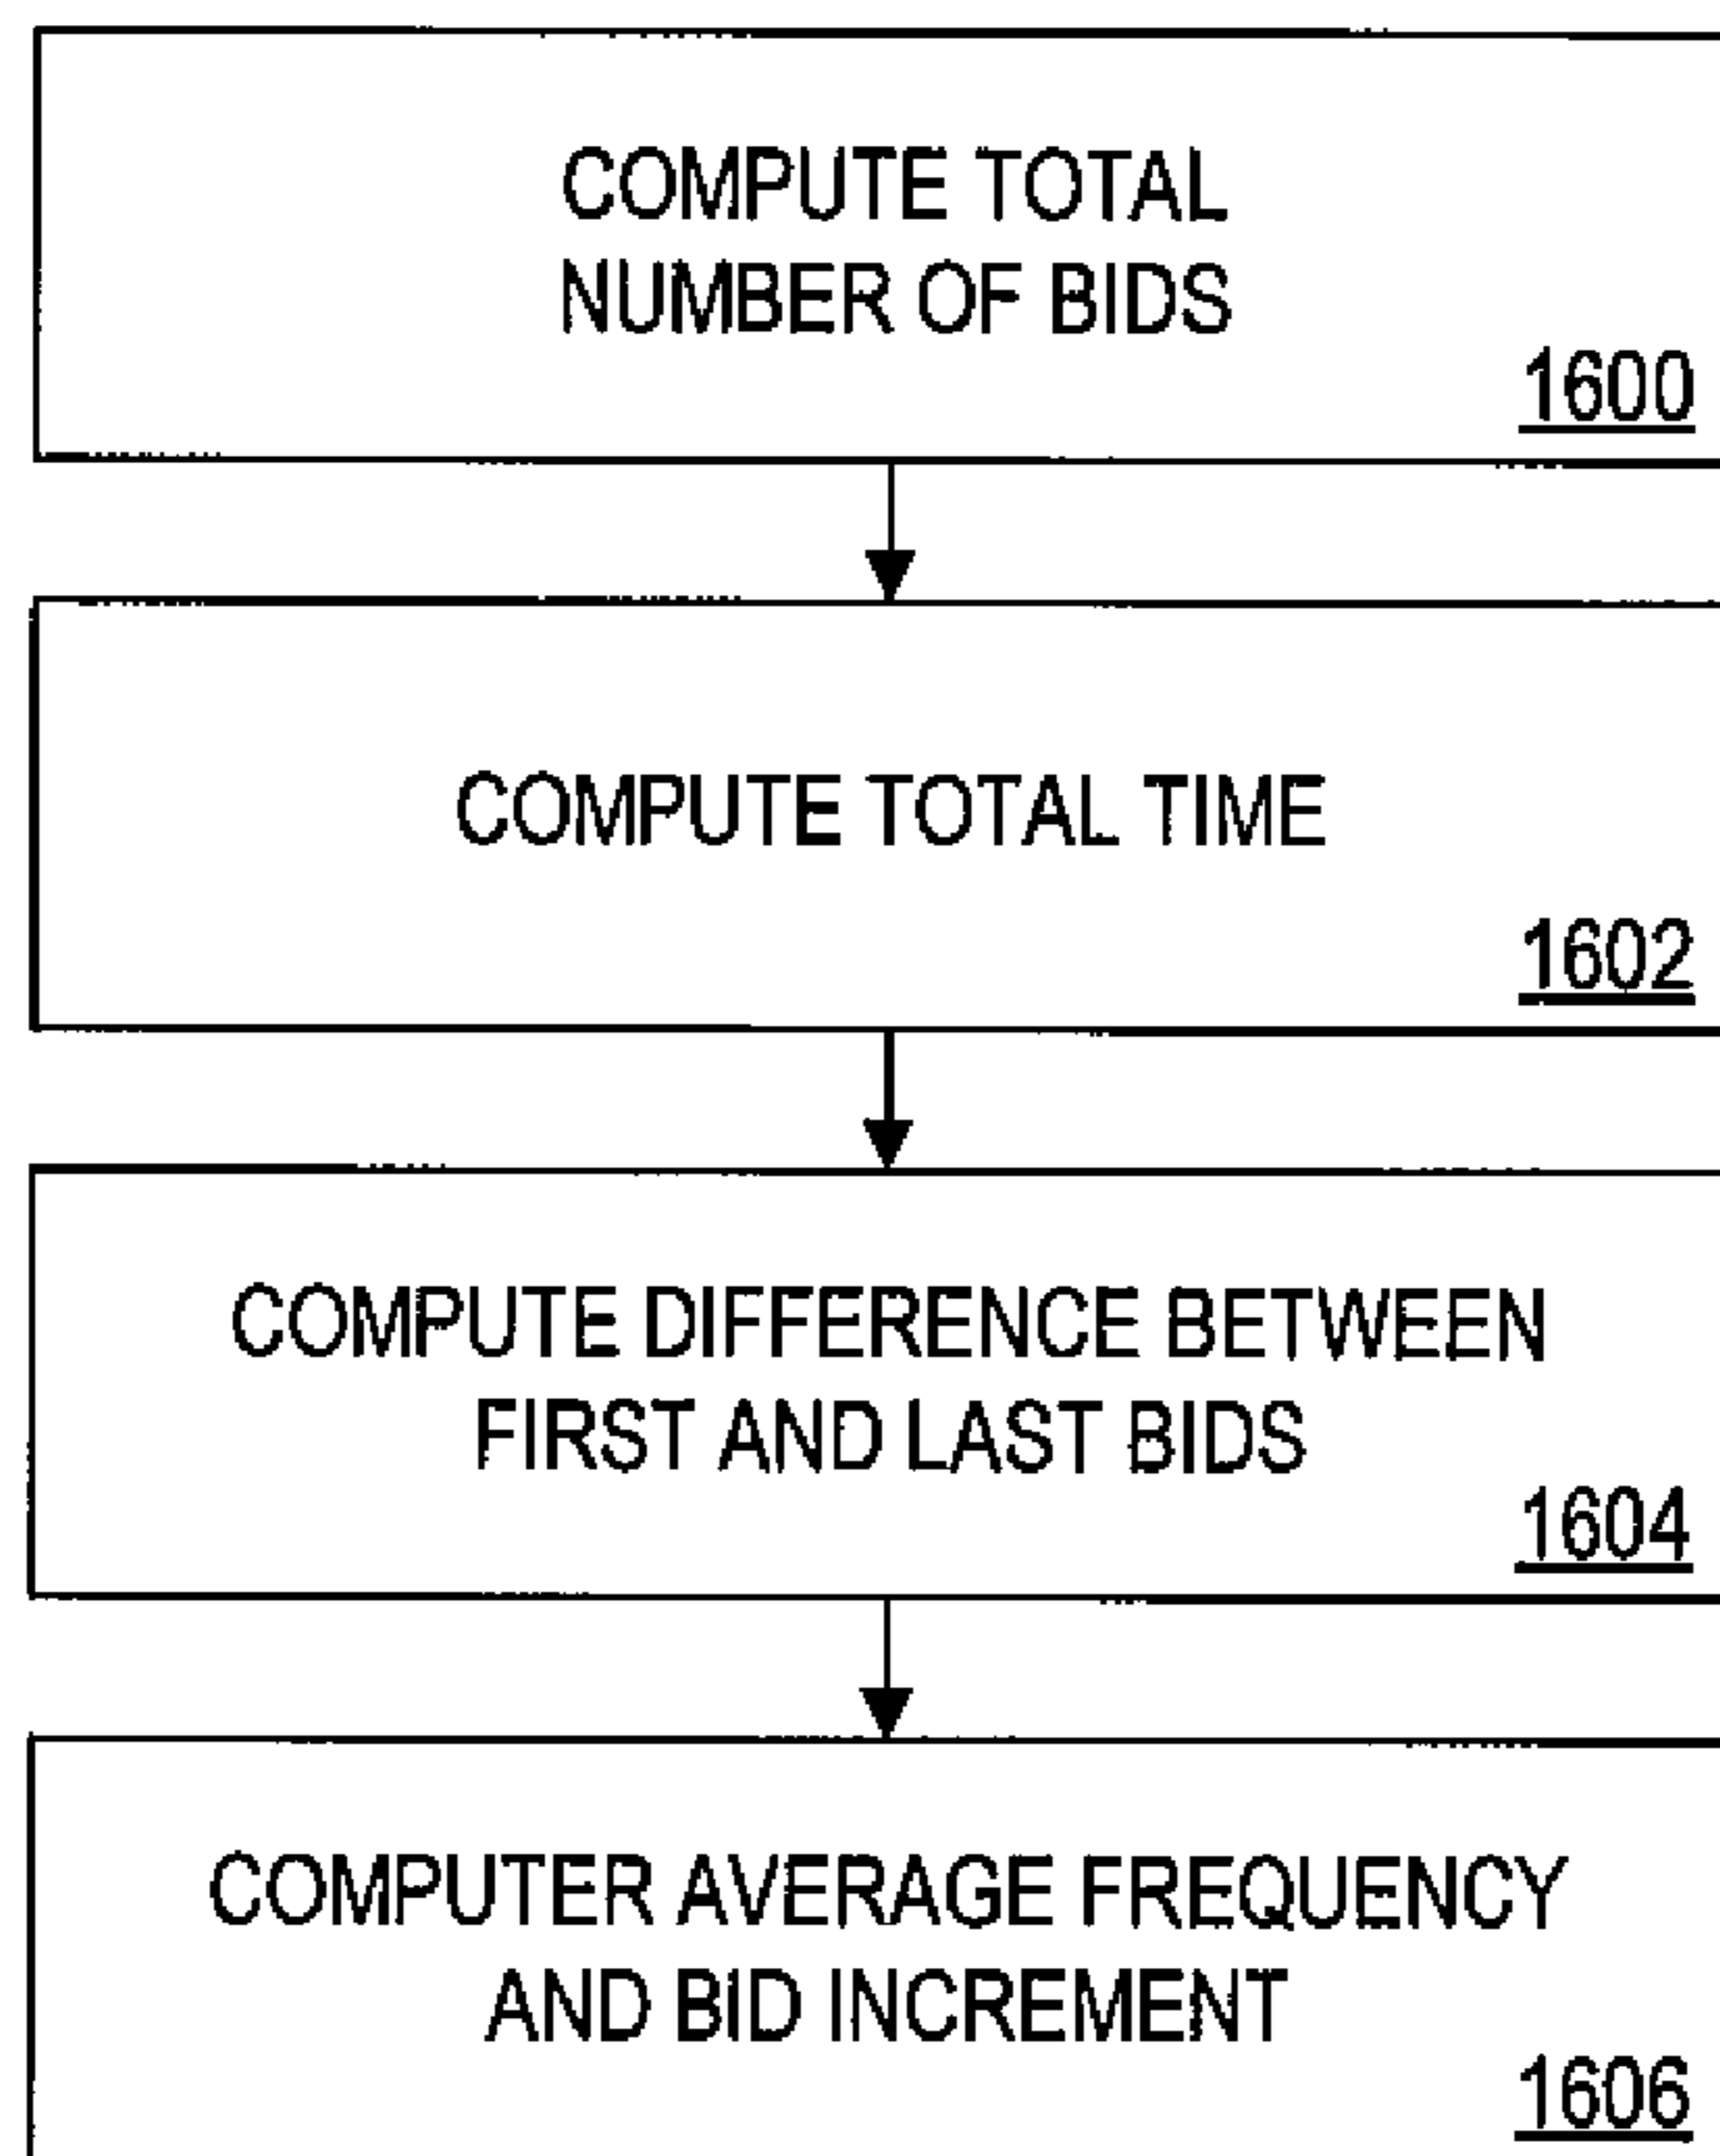 COMPUTE TOTAL
NUMBER OF BIDS
1600
COMPUTE TOTAL TIME
1602
COMPUTE DIFFERENCE BETWEEN
FIRST AND LAST BIDS
1604
COMPUTER AVERAGE FREQUENCY
AND BID INCREMENT
1606